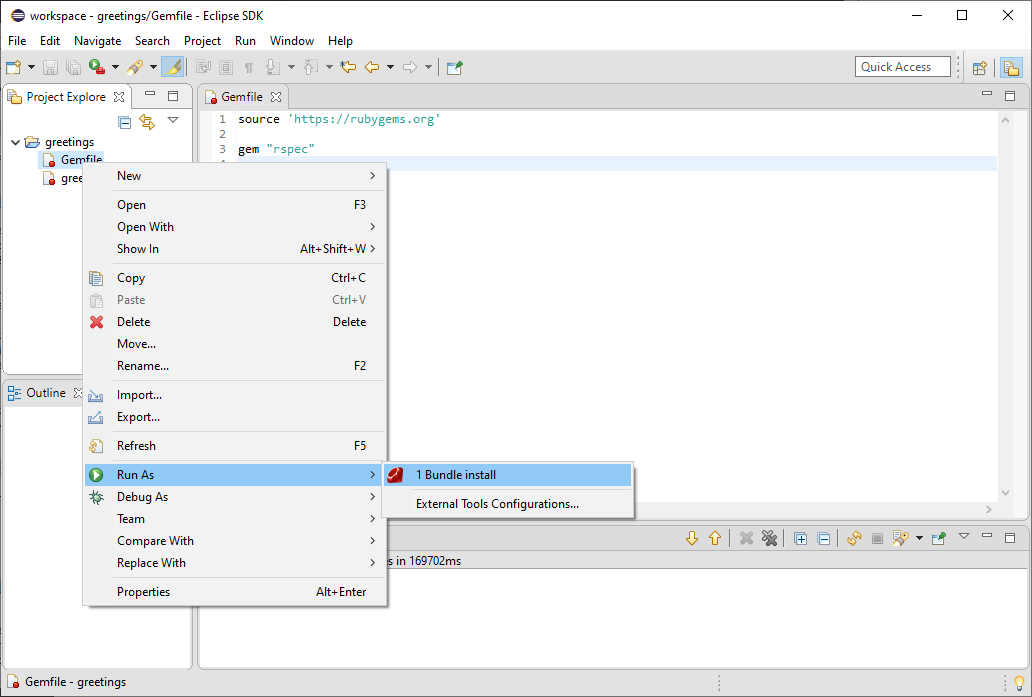 workspace - greetings/Gemfile - Eclipse SDK
File Edit Navigate Search Project Run Window Help
Quick Access
Project Explore
greetings
Gemfile
gree
Gemfile
1 source 'https://rubygems.org'
2
3 gem "rspec"
New
Open F3
Open With
Show In Alt+Shift+W
Copy Ctrl+C
Paste Ctrl+V
Delete Delete
Move...
Rename... F2
Import...
Export...
Refresh F5
Run As
Debug As
Team
Compare With
Replace With
Properties Alt+Enter
1 Bundle install
External Tools Configurations...
Outline
s in 169702ms
Gemfile - greetings